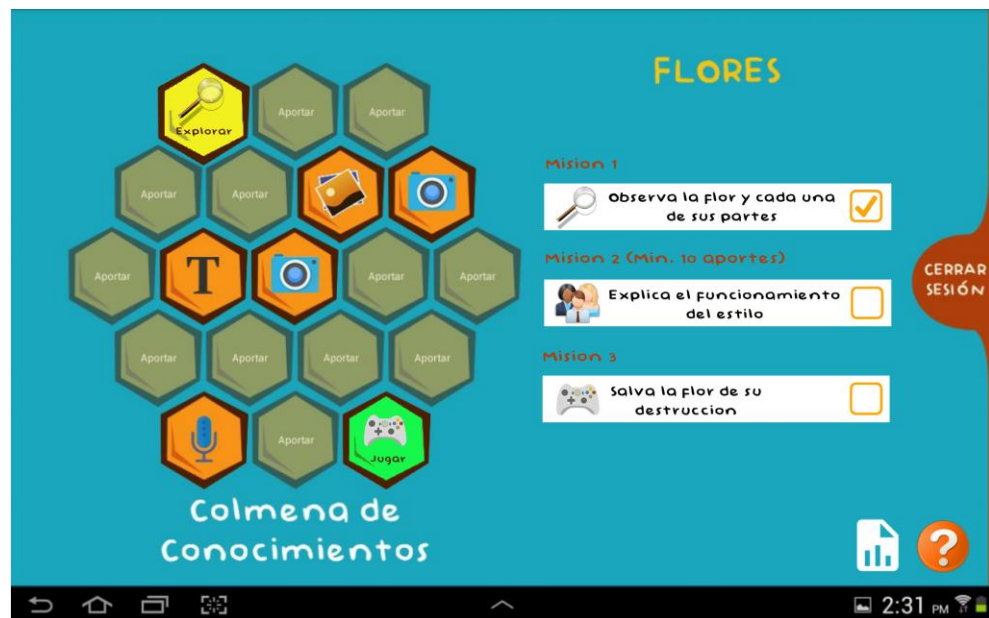 FLORES
Explorar
Aportar
Aportar
Aportar
Aportar
Aportar
T
Aportar
Aportar
Aportar
Aportar
Aportar
Aportar
Aportar
Jugar
Colmena de
Conocimientos
Mision 1
Observa la flor y cada una
de sus partes
Mision 2 (Min. 10 aportes)
Explica el funcionamiento
del estilo
Mision 3
Salva la flor de su
destruccion
CERRAR
SESIÓN
?
2:31 PM